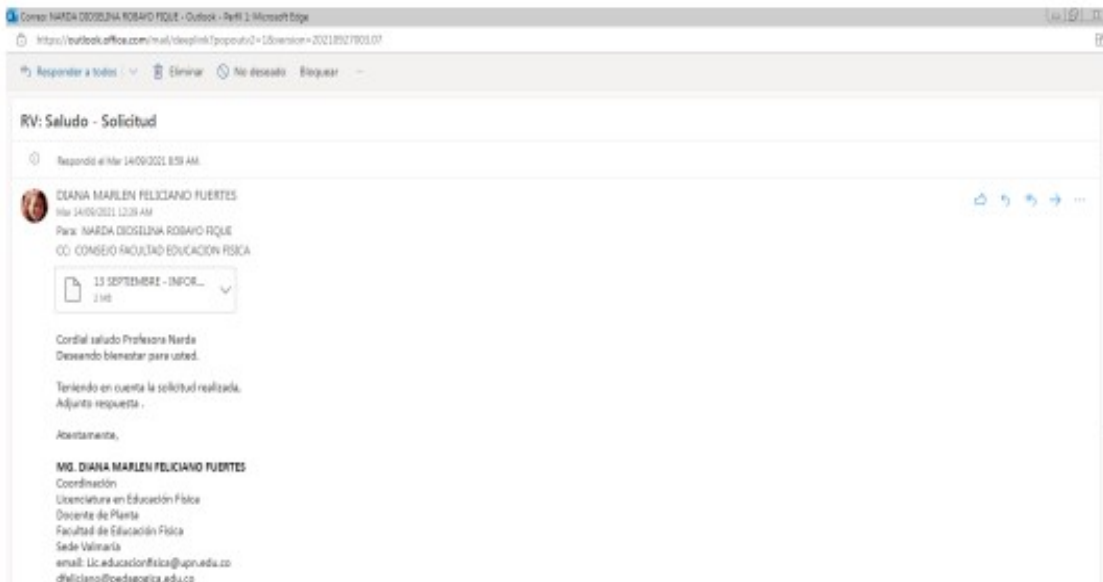 Correo: NARDA DIOSELINA ROBAYO FIQUE - Outlook - Perfil 1: Microsoft Edge
https://outlook.office.com/mail/deeplink?popoutv2=1&version=20210927003.07
Responder a todos Eliminar No deseado Bloquear ...
RV: Saludo - Solicitud
Respondió el Mar 14/09/2021 8:59 AM.
DIANA MARLEN FELICIANO FUERTES
Mar 14/09/2021 12:39 AM
Para: NARDA DIOSELINA ROBAYO FIQUE
CC: CONSEJO FACULTAD EDUCACION FISICA
13 SEPTIEMBRE - INFOR...
2 MB
Cordial saludo Profesora Narda
Deseando bienestar para usted.
Teniendo en cuenta la solicitud realizada,
Adjunto respuesta .
Atentamente,
MG. DIANA MARLEN FELICIANO FUERTES
Coordinación
Licenciatura en Educación Física
Docente de Planta
Facultad de Educación Física
Sede Valmaría
email: Lic.educacionfisica@upn.edu.co
dfeliciano@pedagogica.edu.co